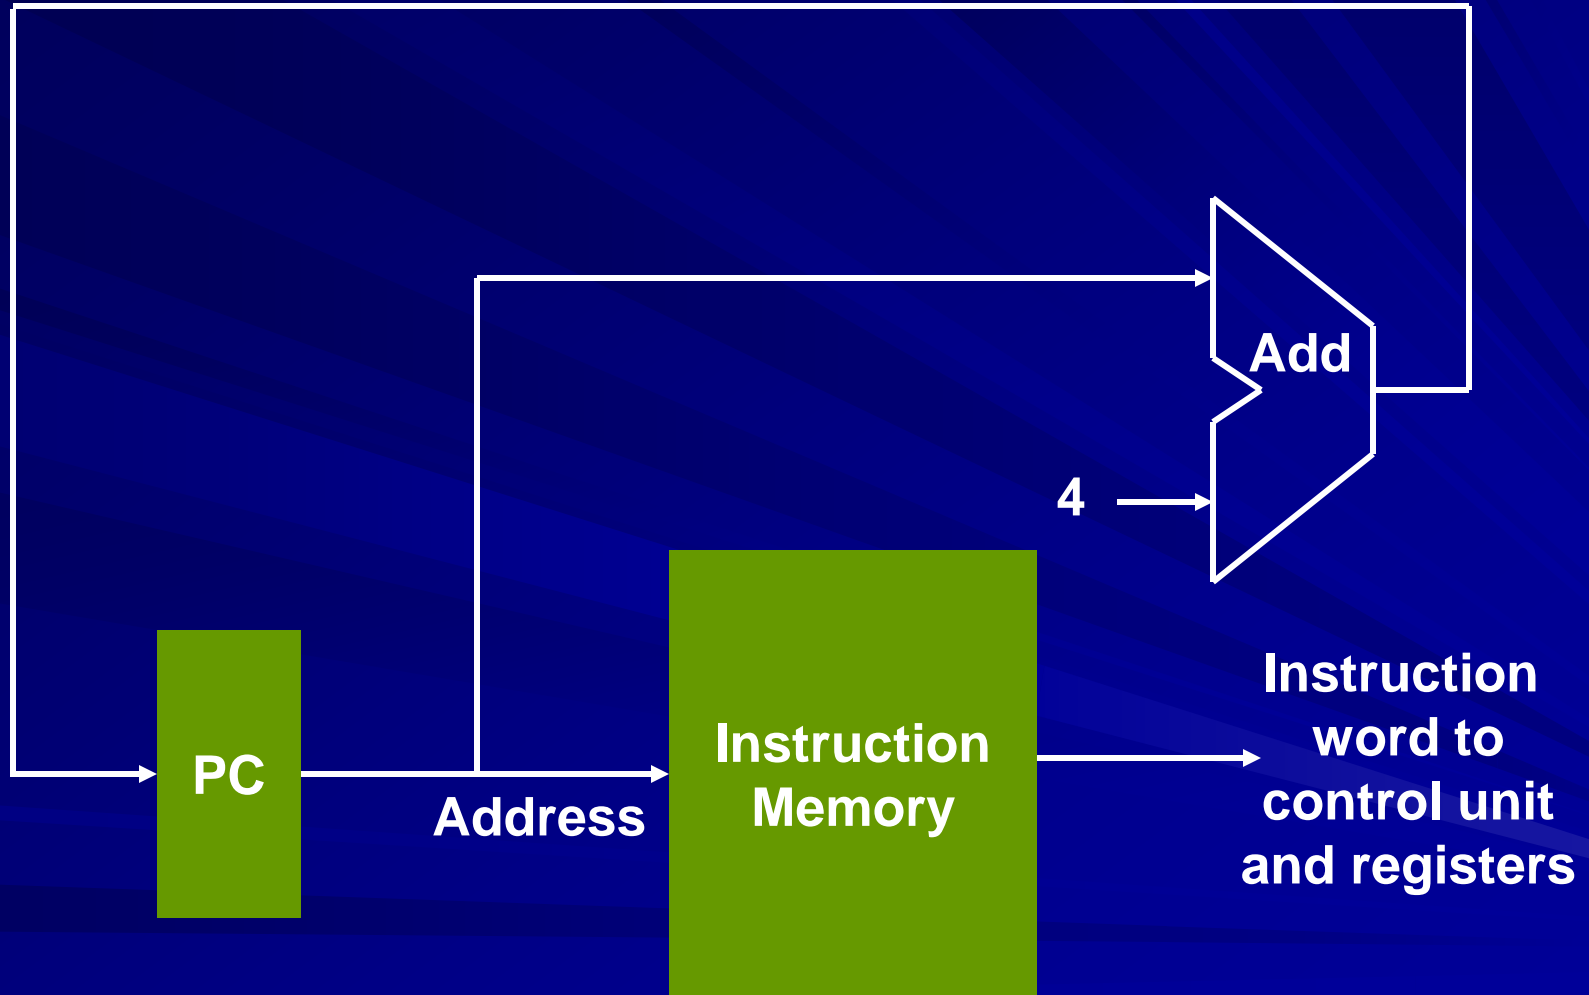 Add
4
PC
Address
Instruction
Memory
Instruction
word to
control unit
and registers